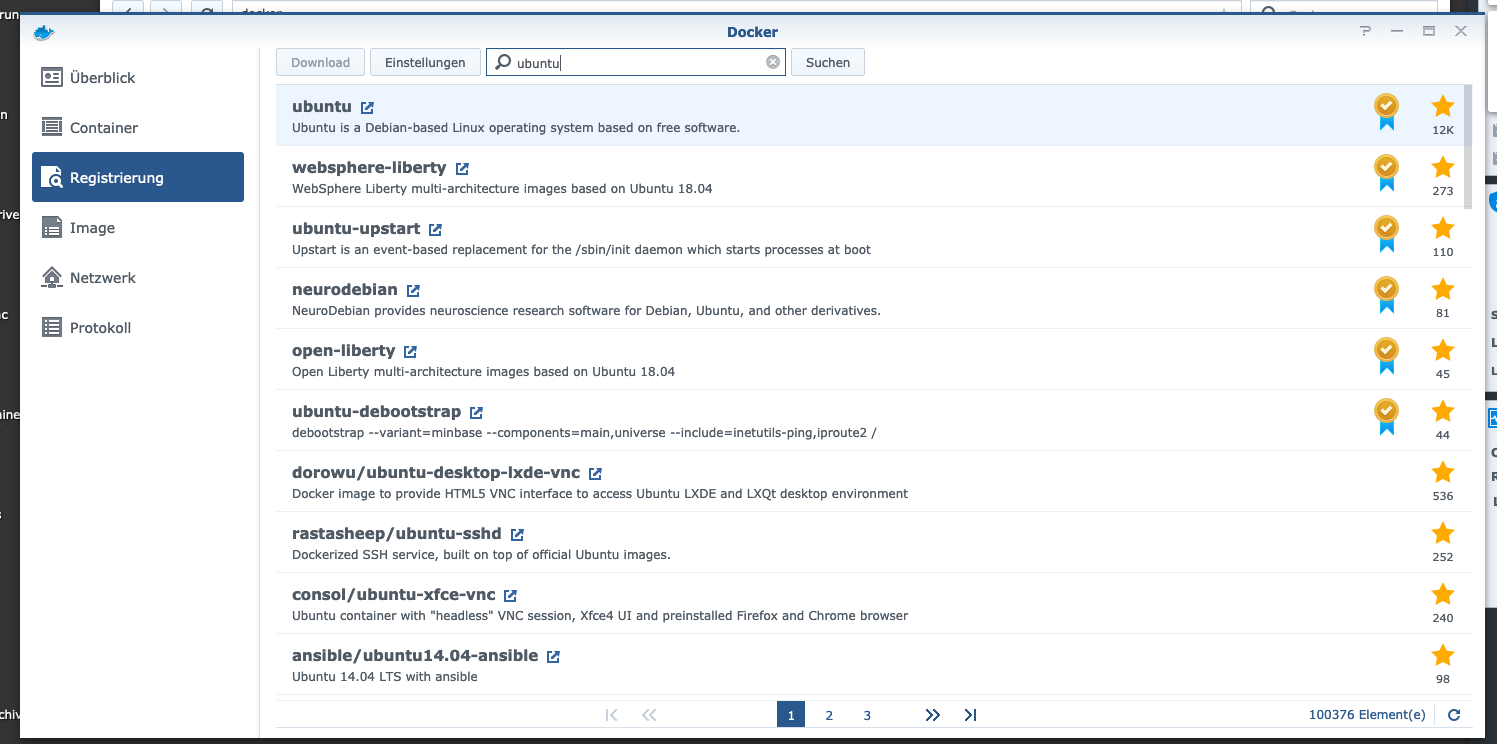 Docker
Download
Einstellungen
ubuntu
Suchen
Überblick
Container
Registrierung
Image
Netzwerk
Protokoll
ubuntu
Ubuntu is a Debian-based Linux operating system based on free software.
12K
websphere-liberty
WebSphere Liberty multi-architecture images based on Ubuntu 18.04
273
ubuntu-upstart
Upstart is an event-based replacement for the /sbin/init daemon which starts processes at boot
110
neurodebian
NeuroDebian provides neuroscience research software for Debian, Ubuntu, and other derivatives.
81
open-liberty
Open Liberty multi-architecture images based on Ubuntu 18.04
45
ubuntu-debootstrap
debootstrap --variant=minbase --components=main,universe --include=inetutils-ping,iproute2 /
44
dorowu/ubuntu-desktop-lxde-vnc
Docker image to provide HTML5 VNC interface to access Ubuntu LXDE and LXQt desktop environment
536
rastasheep/ubuntu-sshd
Dockerized SSH service, built on top of official Ubuntu images.
252
consol/ubuntu-xfce-vnc
Ubuntu container with "headless" VNC session, Xfce4 UI and preinstalled Firefox and Chrome browser
240
ansible/ubuntu14.04-ansible
Ubuntu 14.04 LTS with ansible
98
1 2 3
100376 Element(e)